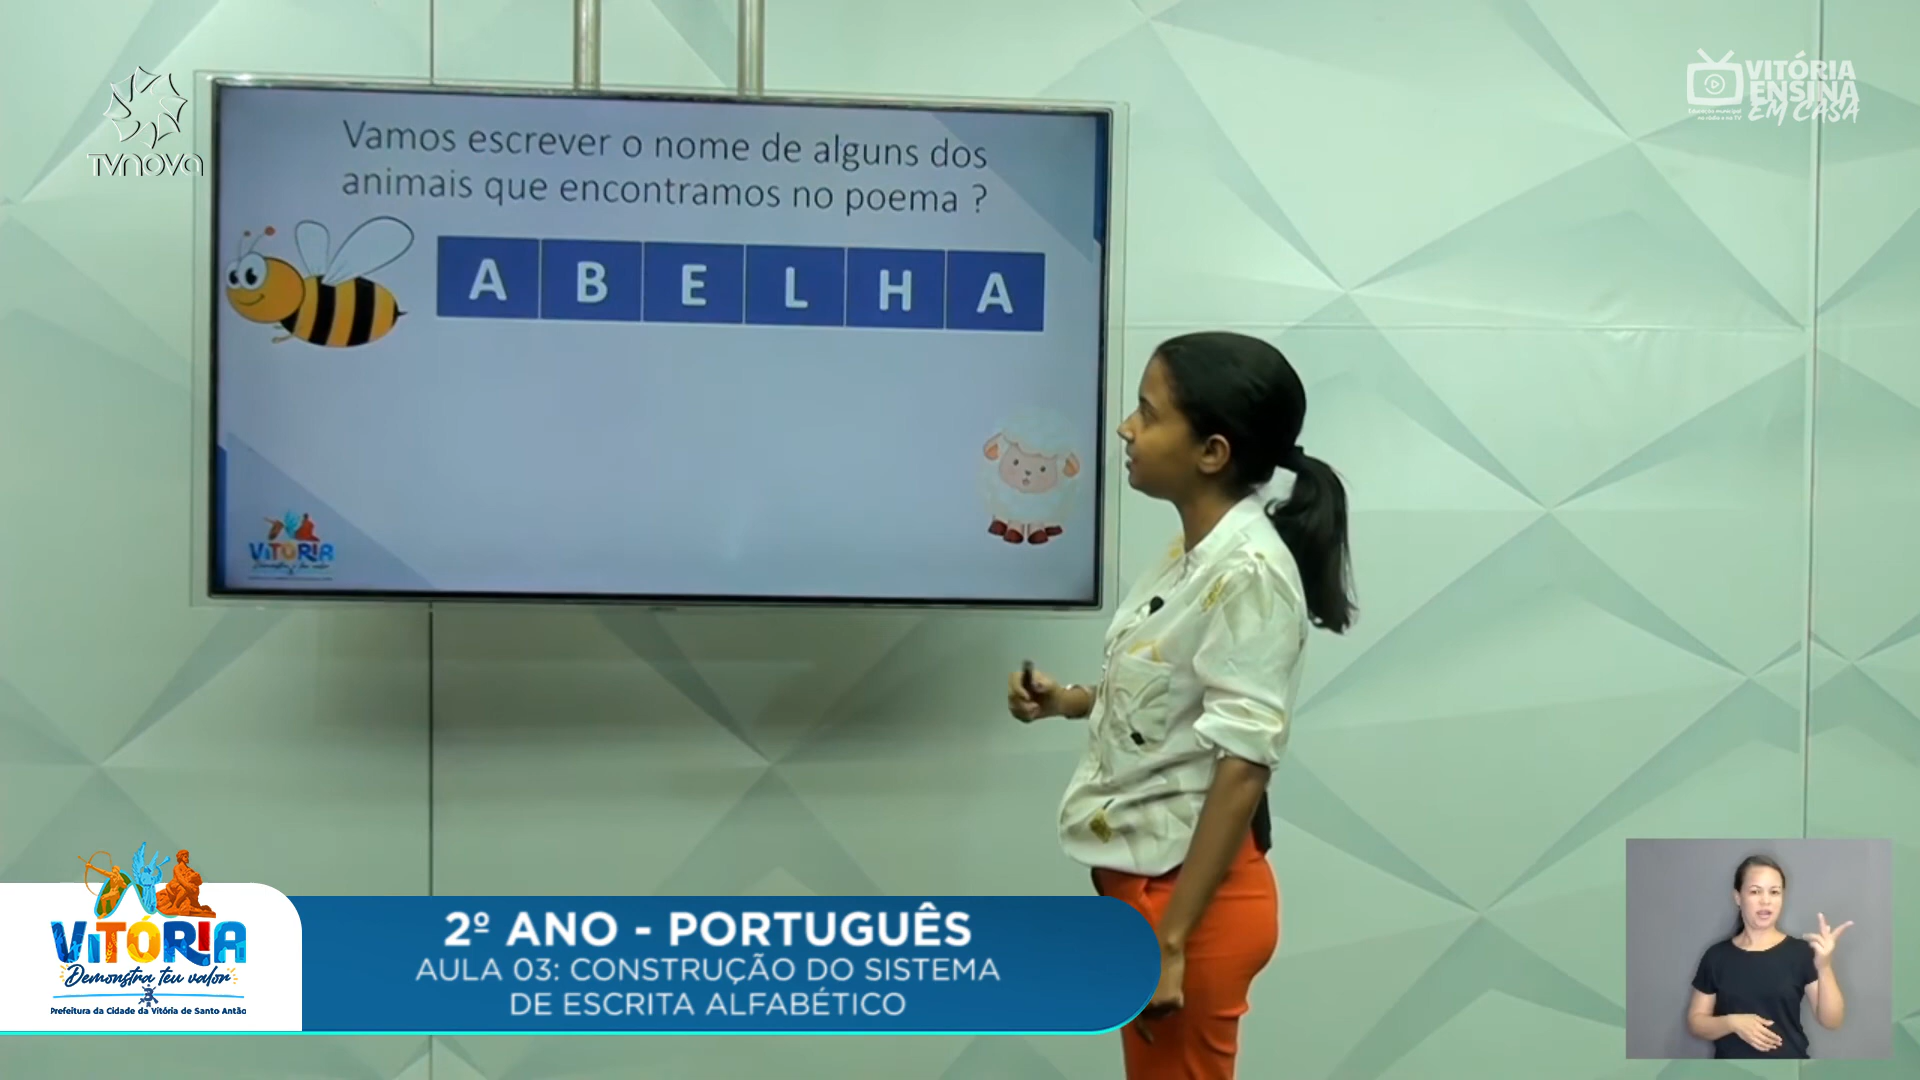 TVNOVA
VITÓRIA
ENSINA
EM CASA
Vamos escrever o nome de alguns dos
animais que encontramos no poema ?
A B E L H A
VITÓRIA
VITÓRIA
Demonstra teu valor
Prefeitura da Cidade da Vitória de Santo Antão
2º ANO - PORTUGUÊS
AULA 03: CONSTRUÇÃO DO SISTEMA
DE ESCRITA ALFABÉTICO